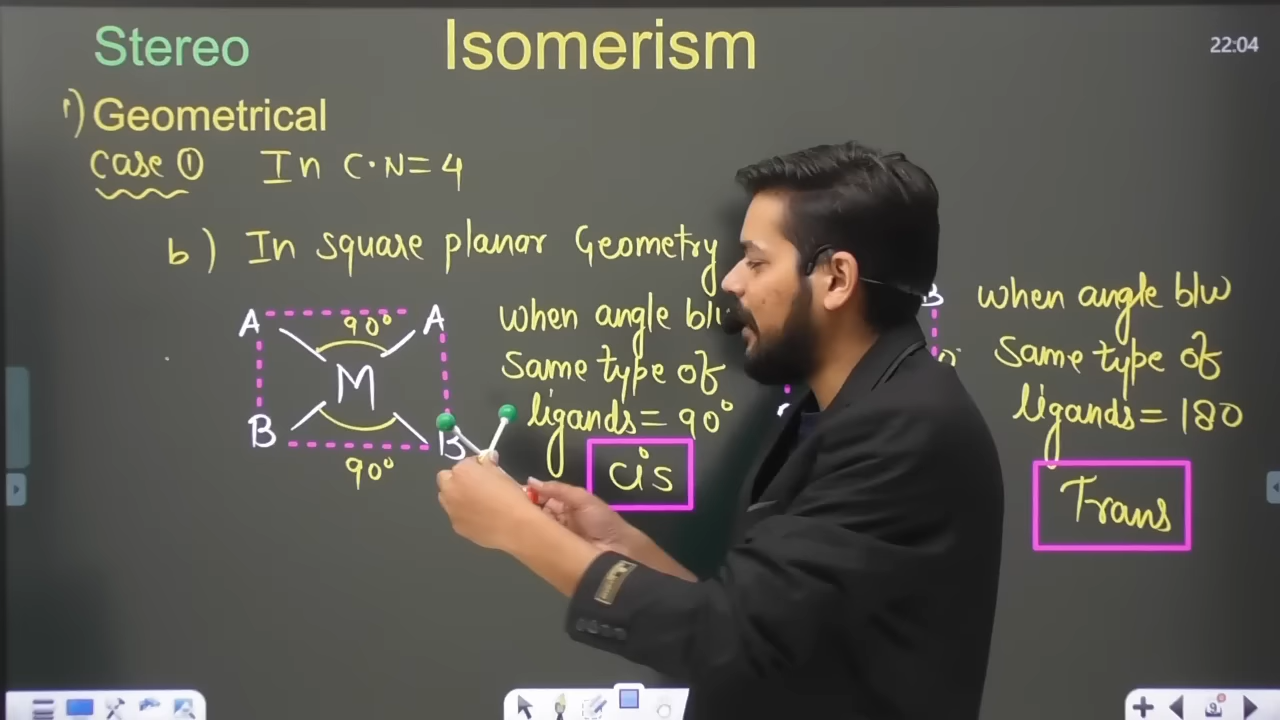 Stereo Isomerism
22:04
1) Geometrical
Case ① In C.N=4
b) In square planar Geometry
A 90° A
M
B 90° B
when angle b/w
same type of
ligands = 90°
cis
B
when angle b/w
same type of
ligands = 180
Trans